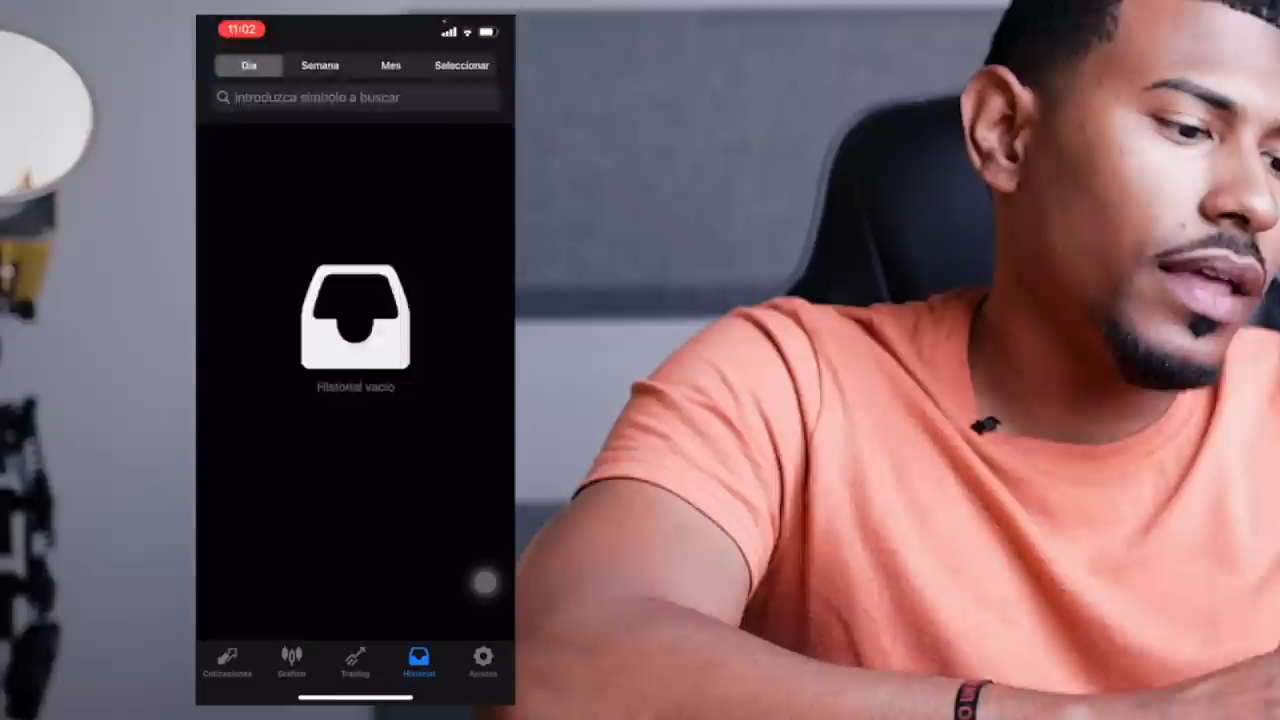 11:02
Día Semana Mes Seleccionar
Introduzca símbolo a buscar
Historial vacío
Cotizaciones Gráfico Trading Historial Ajustes